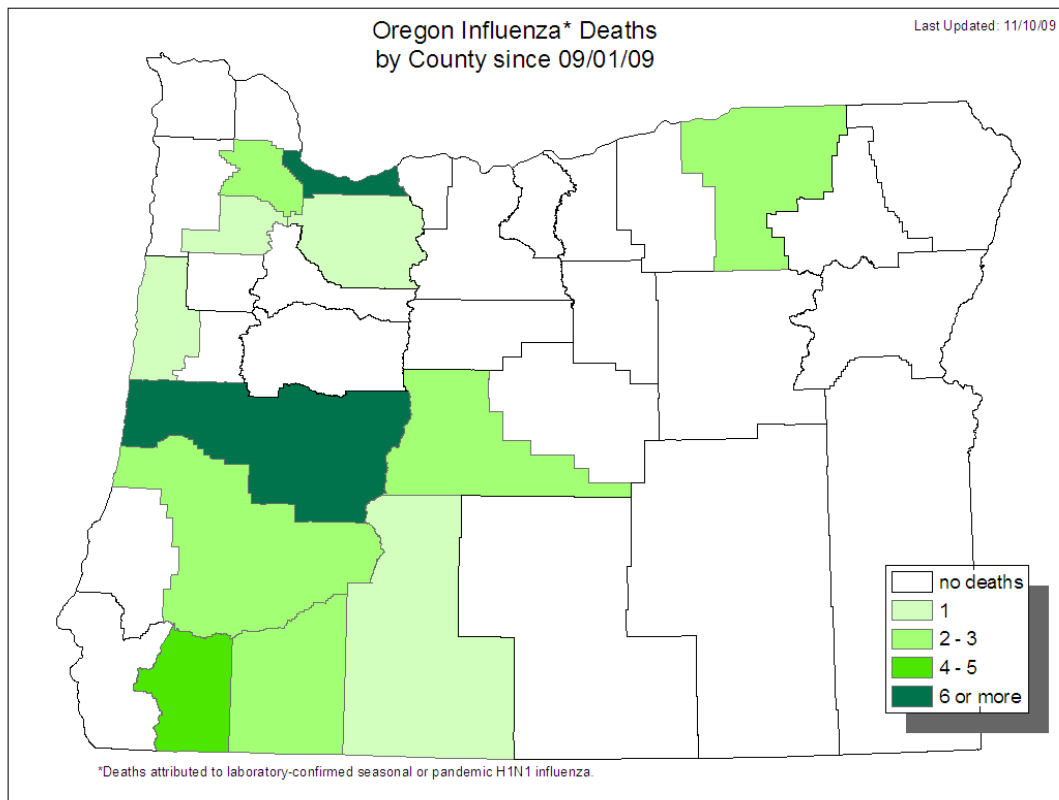 Oregon Influenza* Deaths
by County since 09/01/09
Last Updated: 11/10/09
no deaths
1
2 - 3
4 - 5
6 or more
*Deaths attributed to laboratory-confirmed seasonal or pandemic H1N1 influenza.